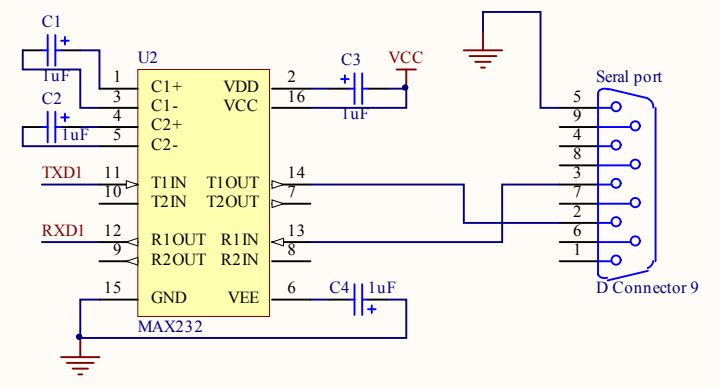 C1
1uF
C2
1uF
U2
1
3
4
5
C1+
C1-
C2+
C2-
VDD
VCC
2
16
C3
1uF
VCC
TXD1
11
10
T1IN
T2IN
T1OUT
T2OUT
14
7
RXD1
12
9
R1OUT
R2OUT
R1IN
R2IN
13
8
15
GND
VEE
6
C4
1uF
MAX232
Seral port
5
9
4
8
3
7
2
6
1
D Connector 9